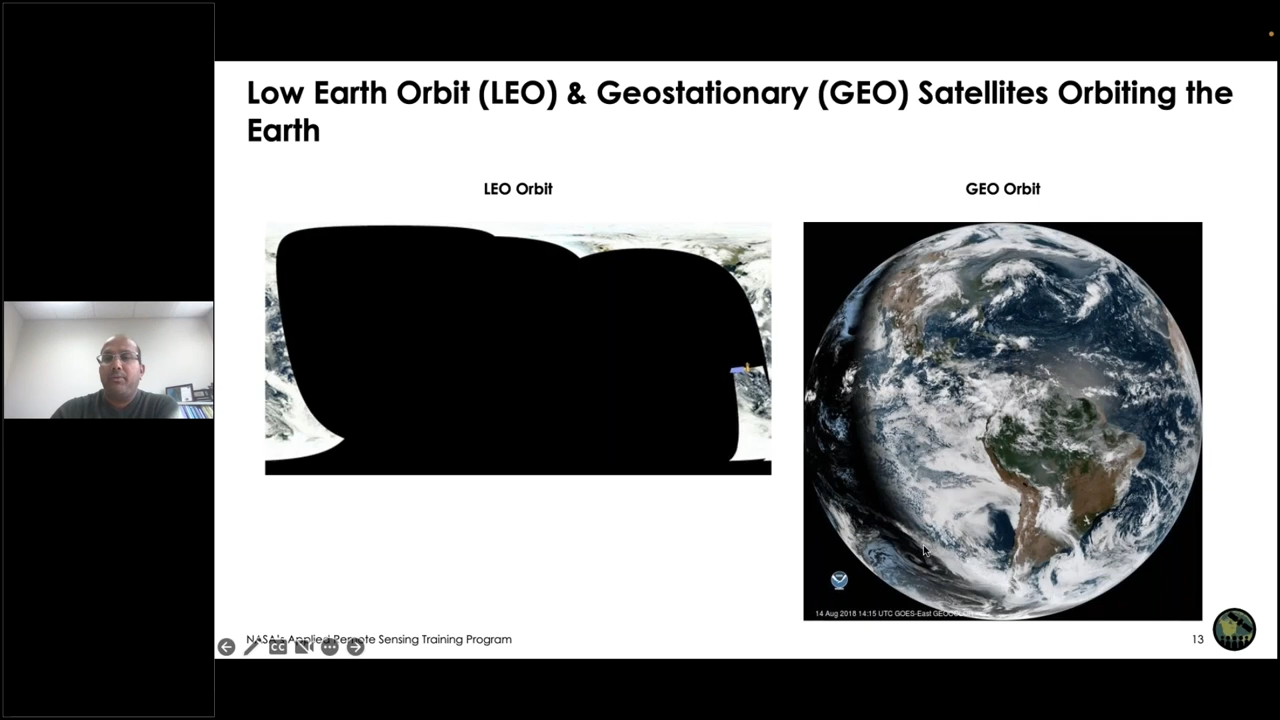 Low Earth Orbit (LEO) & Geostationary (GEO) Satellites Orbiting the
Earth
LEO Orbit
GEO Orbit
14 Aug 2018 14:15 UTC GOES-East
NASA's Applied Remote Sensing Training Program
CC
13